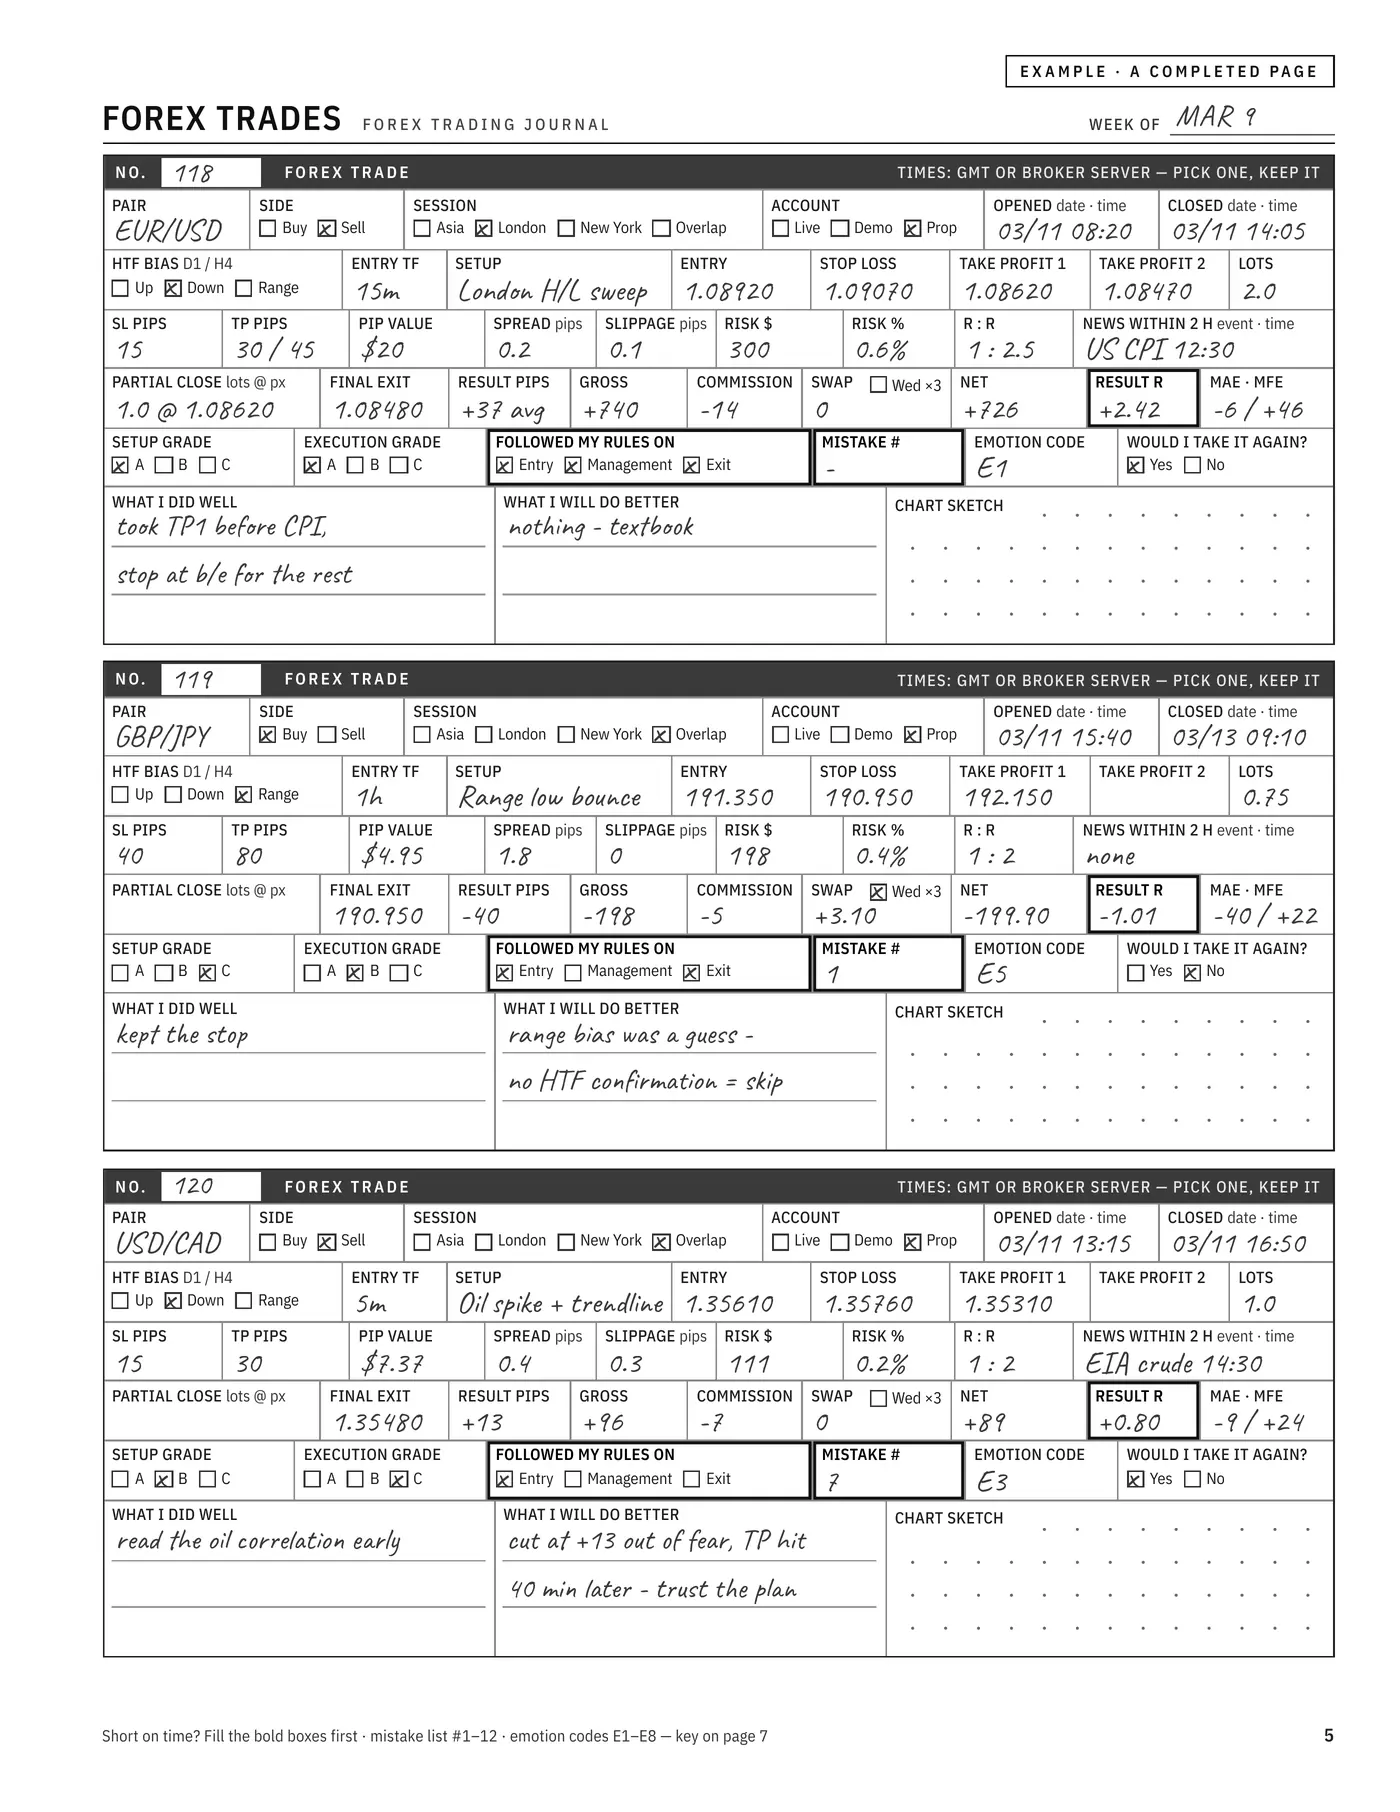 EXAMPLE · A COMPLETED PAGE
FOREX TRADES FOREX TRADING JOURNAL WEEK OF MAR 9
NO. 118 FOREX TRADE TIMES: GMT OR BROKER SERVER — PICK ONE, KEEP IT
PAIR SIDE SESSION ACCOUNT OPENED date · time CLOSED date · time
EUR/USD Buy Sell Asia London New York Overlap Live Demo Prop 03/11 08:20 03/11 14:05
HTF BIAS D1 / H4 ENTRY TF SETUP ENTRY STOP LOSS TAKE PROFIT 1 TAKE PROFIT 2 LOTS
Up Down Range 15m London H/L sweep 1.08920 1.09070 1.08620 1.08470 2.0
SL PIPS TP PIPS PIP VALUE SPREAD pips SLIPPAGE pips RISK $ RISK % R : R NEWS WITHIN 2 H event · time
15 30 / 45 $20 0.2 0.1 300 0.6% 1 : 2.5 US CPI 12:30
PARTIAL CLOSE lots @ px FINAL EXIT RESULT PIPS GROSS COMMISSION SWAP Wed ×3 NET RESULT R MAE · MFE
1.0 @ 1.08620 1.08480 +37 avg +740 -14 0 +726 +2.42 -6 / +46
SETUP GRADE EXECUTION GRADE FOLLOWED MY RULES ON MISTAKE # EMOTION CODE WOULD I TAKE IT AGAIN?
A B C A B C Entry Management Exit - E1 Yes No
WHAT I DID WELL WHAT I WILL DO BETTER CHART SKETCH
took TP1 before CPI, nothing - textbook
stop at b/e for the rest
NO. 119 FOREX TRADE TIMES: GMT OR BROKER SERVER — PICK ONE, KEEP IT
PAIR SIDE SESSION ACCOUNT OPENED date · time CLOSED date · time
GBP/JPY Buy Sell Asia London New York Overlap Live Demo Prop 03/11 15:40 03/13 09:10
HTF BIAS D1 / H4 ENTRY TF SETUP ENTRY STOP LOSS TAKE PROFIT 1 TAKE PROFIT 2 LOTS
Up Down Range 1h Range low bounce 191.350 190.950 192.150 0.75
SL PIPS TP PIPS PIP VALUE SPREAD pips SLIPPAGE pips RISK $ RISK % R : R NEWS WITHIN 2 H event · time
40 80 $4.95 1.8 0 198 0.4% 1 : 2 none
PARTIAL CLOSE lots @ px FINAL EXIT RESULT PIPS GROSS COMMISSION SWAP Wed ×3 NET RESULT R MAE · MFE
190.950 -40 -198 -5 +3.10 -199.90 -1.01 -40 / +22
SETUP GRADE EXECUTION GRADE FOLLOWED MY RULES ON MISTAKE # EMOTION CODE WOULD I TAKE IT AGAIN?
A B C A B C Entry Management Exit 1 E5 Yes No
WHAT I DID WELL WHAT I WILL DO BETTER CHART SKETCH
kept the stop range bias was a guess -
no HTF confirmation = skip
NO. 120 FOREX TRADE TIMES: GMT OR BROKER SERVER — PICK ONE, KEEP IT
PAIR SIDE SESSION ACCOUNT OPENED date · time CLOSED date · time
USD/CAD Buy Sell Asia London New York Overlap Live Demo Prop 03/11 13:15 03/11 16:50
HTF BIAS D1 / H4 ENTRY TF SETUP ENTRY STOP LOSS TAKE PROFIT 1 TAKE PROFIT 2 LOTS
Up Down Range 5m Oil spike + trendline 1.35610 1.35760 1.35310 1.0
SL PIPS TP PIPS PIP VALUE SPREAD pips SLIPPAGE pips RISK $ RISK % R : R NEWS WITHIN 2 H event · time
15 30 $7.37 0.4 0.3 111 0.2% 1 : 2 EIA crude 14:30
PARTIAL CLOSE lots @ px FINAL EXIT RESULT PIPS GROSS COMMISSION SWAP Wed ×3 NET RESULT R MAE · MFE
1.35480 +13 +96 -7 0 +89 +0.80 -9 / +24
SETUP GRADE EXECUTION GRADE FOLLOWED MY RULES ON MISTAKE # EMOTION CODE WOULD I TAKE IT AGAIN?
A B C A B C Entry Management Exit 7 E3 Yes No
WHAT I DID WELL WHAT I WILL DO BETTER CHART SKETCH
read the oil correlation early cut at +13 out of fear, TP hit
40 min later - trust the plan
Short on time? Fill the bold boxes first · mistake list #1–12 · emotion codes E1–E8 — key on page 7 5